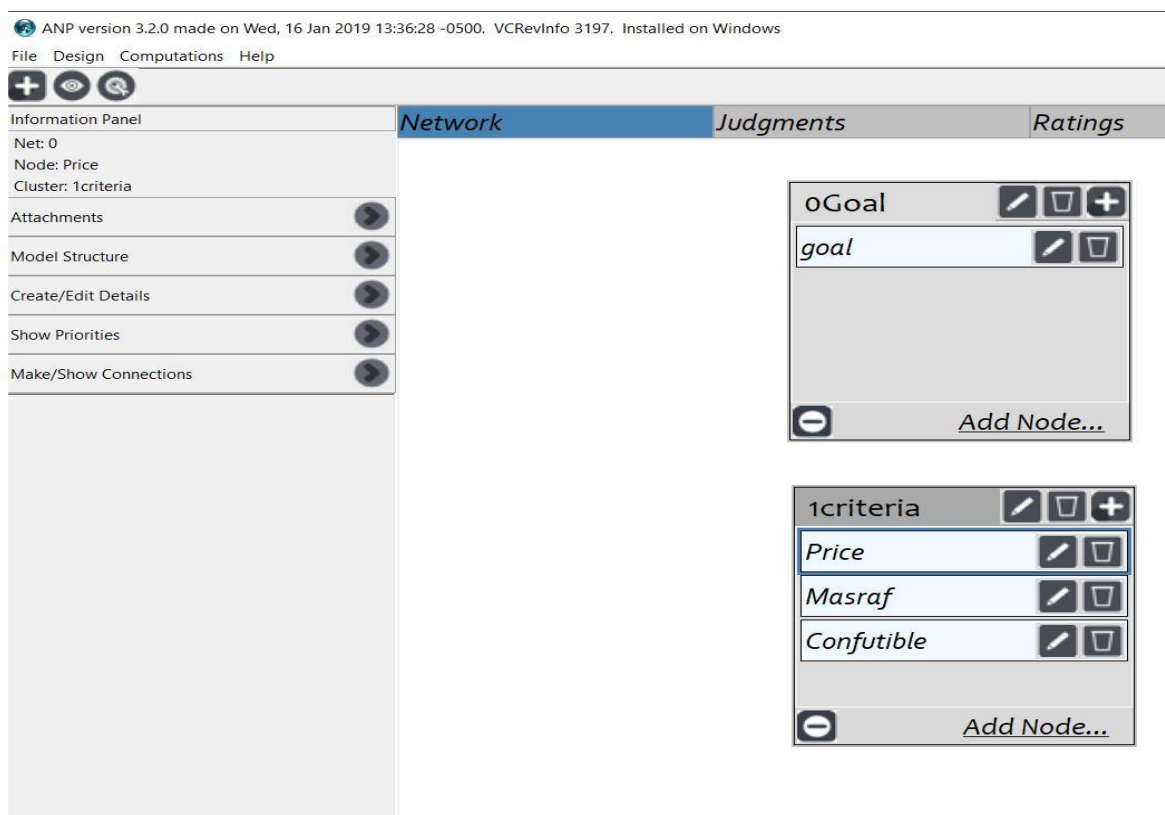 ANP version 3.2.0 made on Wed, 16 Jan 2019 13:36:28 -0500.  VCRevInfo 3197.  Installed on Windows
File Design Computations Help
Information Panel
Net: 0
Node: Price
Cluster: 1criteria
Attachments
Model Structure
Create/Edit Details
Show Priorities
Make/Show Connections
Network Judgments Ratings
0Goal
goal
Add Node...
1criteria
Price
Masraf
Confutible
Add Node...